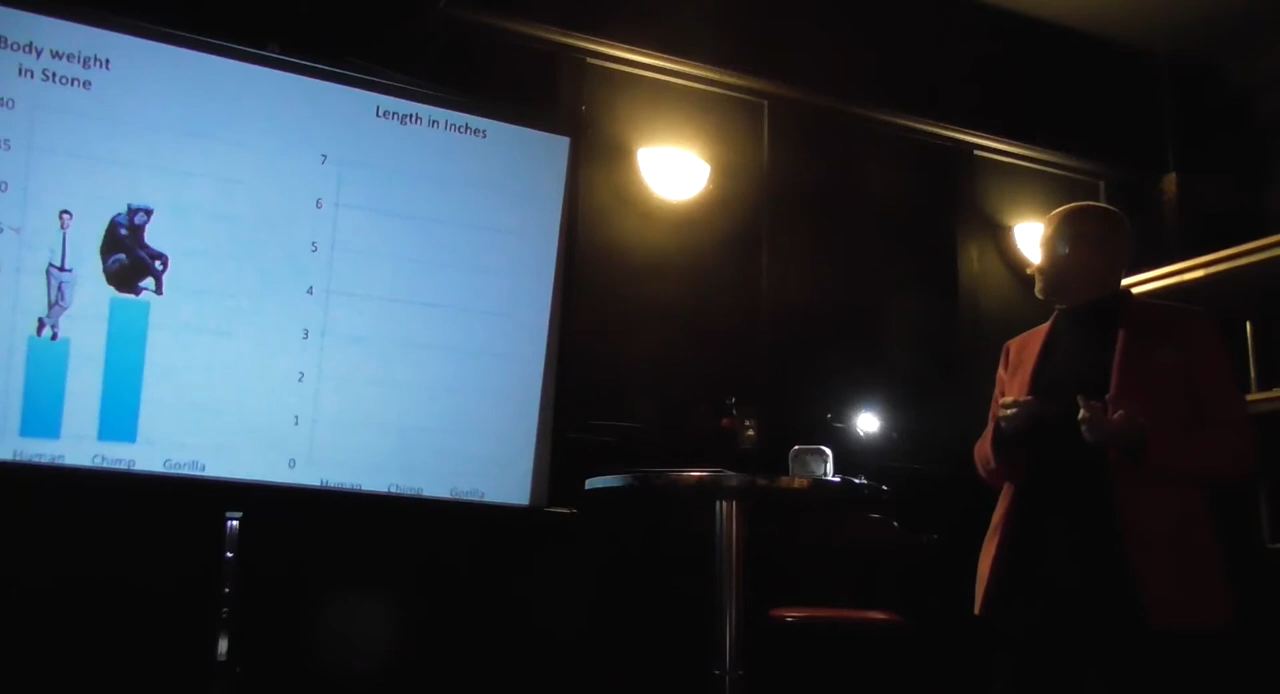 Body weight
in Stone
40
Human
Chimp
Gorilla
Length in Inches
7
6
5
4
3
2
1
0
Human
Chimp
Gorilla